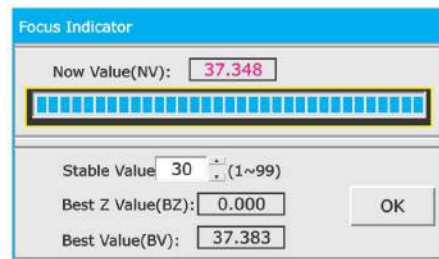 Focus Indicator
Now Value(NV): 37.348
Stable Value 30 (1~99)
Best Z Value(BZ): 0.000
OK
Best Value(BV): 37.383